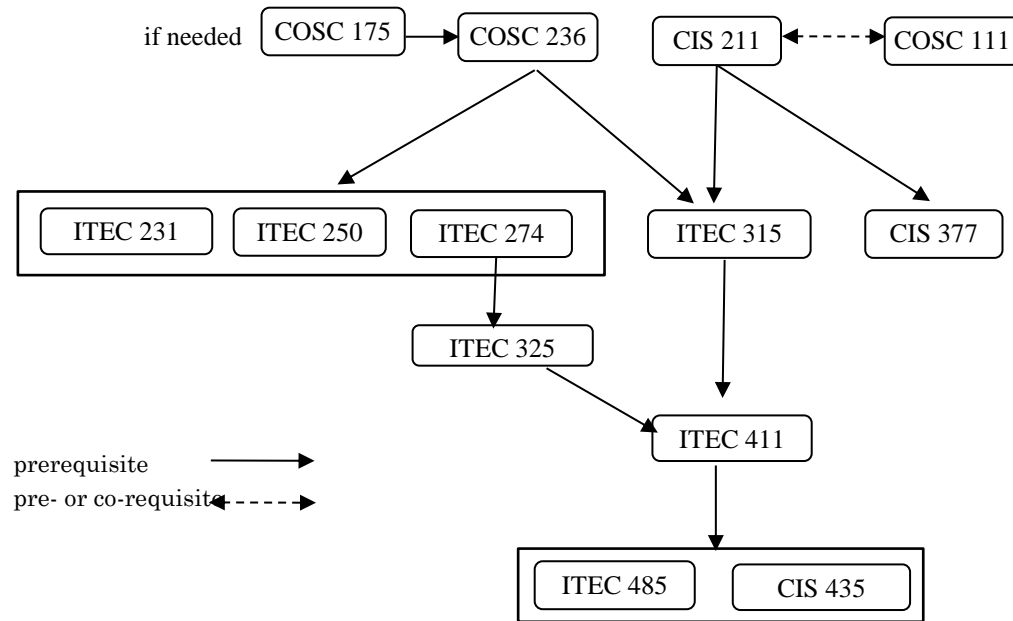 if needed
COSC 175
COSC 236
CIS 211
COSC 111
ITEC 231
ITEC 250
ITEC 274
ITEC 315
CIS 377
ITEC 325
ITEC 411
prerequisite
pre- or co-requisite
ITEC 485
CIS 435